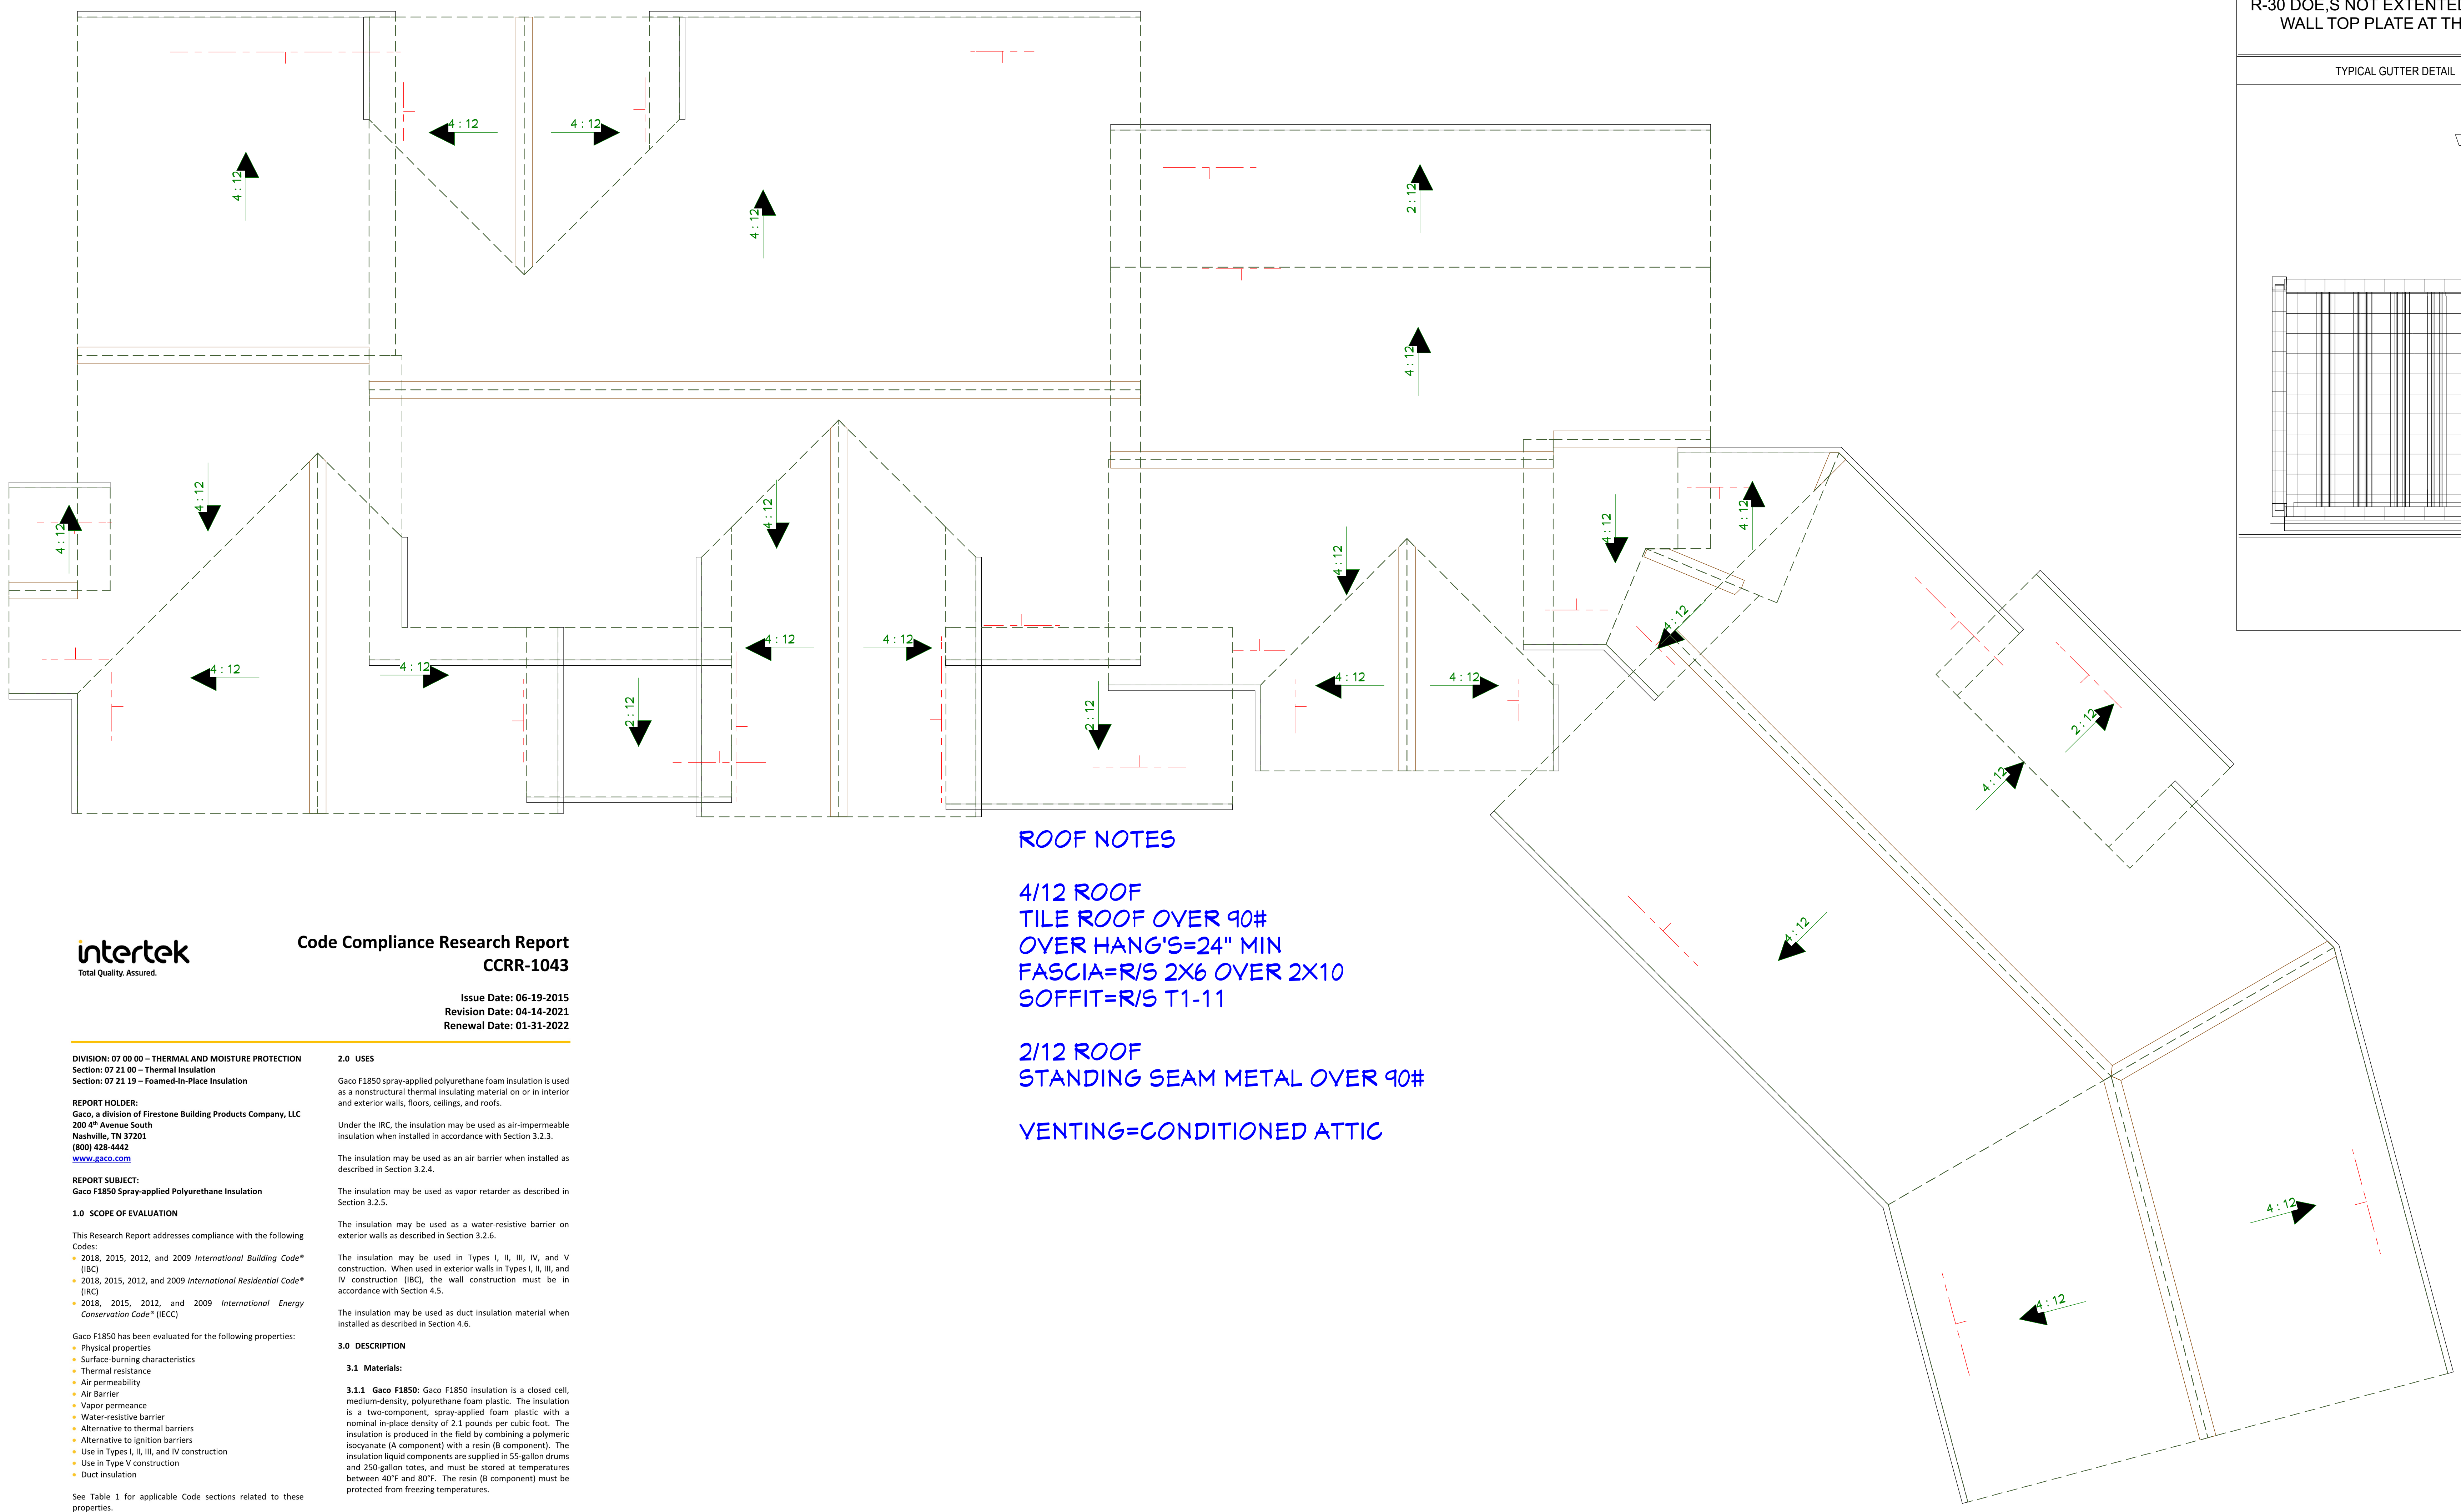 R-30 DOE,S NOT EXTENTED
WALL TOP PLATE AT TH
TYPICAL GUTTER DETAIL
4 : 12
4 : 12
4 : 12
4 : 12
2 : 12
4 : 12
4 : 12
4 : 12
4 : 12
4 : 12
4 : 12
4 : 12
4 : 12
4 : 12
4 : 12
4 : 12
4 : 12
4 : 12
4 : 12
2 : 12
2 : 12
4 : 12
4 : 12
2 : 12
4 : 12
4 : 12
4 : 12
4 : 12
ROOF NOTES
4/12 ROOF
TILE ROOF OVER 90#
OVER HANG'S=24" MIN
FASCIA=R/S 2X6 OVER 2X10
SOFFIT=R/S T1-11
2/12 ROOF
STANDING SEAM METAL OVER 90#
VENTING=CONDITIONED ATTIC
intertek
Total Quality. Assured.
Code Compliance Research Report
CCRR-1043
Issue Date: 06-19-2015
Revision Date: 04-14-2021
Renewal Date: 01-31-2022
DIVISION: 07 00 00 – THERMAL AND MOISTURE PROTECTION
Section: 07 21 00 – Thermal Insulation
Section: 07 21 19 – Foamed-In-Place Insulation
REPORT HOLDER:
Gaco, a division of Firestone Building Products Company, LLC
200 4th Avenue South
Nashville, TN 37201
(800) 428-4442
www.gaco.com
REPORT SUBJECT:
Gaco F1850 Spray-applied Polyurethane Insulation
1.0 SCOPE OF EVALUATION
This Research Report addresses compliance with the following
Codes:
• 2018, 2015, 2012, and 2009 International Building Code®
(IBC)
• 2018, 2015, 2012, and 2009 International Residential Code®
(IRC)
• 2018, 2015, 2012, and 2009 International Energy
Conservation Code® (IECC)
Gaco F1850 has been evaluated for the following properties:
• Physical properties
• Surface-burning characteristics
• Thermal resistance
• Air permeability
• Air Barrier
• Vapor permeance
• Water-resistive barrier
• Alternative to thermal barriers
• Alternative to ignition barriers
• Use in Types I, II, III, and IV construction
• Use in Type V construction
• Duct insulation
See Table 1 for applicable Code sections related to these
properties.
2.0 USES
Gaco F1850 spray-applied polyurethane foam insulation is used
as a nonstructural thermal insulating material on or in interior
and exterior walls, floors, ceilings, and roofs.
Under the IRC, the insulation may be used as air-impermeable
insulation when installed in accordance with Section 3.2.3.
The insulation may be used as an air barrier when installed as
described in Section 3.2.4.
The insulation may be used as vapor retarder as described in
Section 3.2.5.
The insulation may be used as a water-resistive barrier on
exterior walls as described in Section 3.2.6.
The insulation may be used in Types I, II, III, IV, and V
construction. When used in exterior walls in Types I, II, III, and
IV construction (IBC), the wall construction must be in
accordance with Section 4.5.
The insulation may be used as duct insulation material when
installed as described in Section 4.6.
3.0 DESCRIPTION
3.1 Materials:
3.1.1 Gaco F1850: Gaco F1850 insulation is a closed cell,
medium-density, polyurethane foam plastic. The insulation
is a two-component, spray-applied foam plastic with a
nominal in-place density of 2.1 pounds per cubic foot. The
insulation is produced in the field by combining a polymeric
isocyanate (A component) with a resin (B component). The
insulation liquid components are supplied in 55-gallon drums
and 250-gallon totes, and must be stored at temperatures
between 40°F and 80°F. The resin (B component) must be
protected from freezing temperatures.